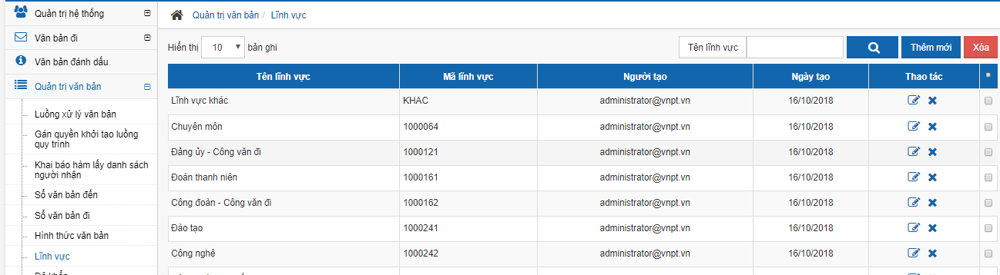 Quản trị hệ thống
Văn bản đi
Văn bản đánh dấu
Quản trị văn bản
Luồng xử lý văn bản
Gán quyền khởi tạo luồng
quy trình
Khai báo hàm lấy danh sách
người nhận
Sổ văn bản đến
Sổ văn bản đi
Hình thức văn bản
Lĩnh vực
Quản trị văn bản / Lĩnh vực
Hiển thị 10 bản ghi
Tên lĩnh vực Thêm mới Xóa
Tên lĩnh vực Mã lĩnh vực Người tạo Ngày tạo Thao tác
Lĩnh vực khác KHAC administrator@vnpt.vn 16/10/2018
Chuyên môn 1000064 administrator@vnpt.vn 16/10/2018
Đảng ủy - Công văn đi 1000121 administrator@vnpt.vn 16/10/2018
Đoàn thanh niên 1000161 administrator@vnpt.vn 16/10/2018
Công đoàn - Công văn đi 1000162 administrator@vnpt.vn 16/10/2018
Đào tạo 1000241 administrator@vnpt.vn 16/10/2018
Công nghệ 1000242 administrator@vnpt.vn 16/10/2018